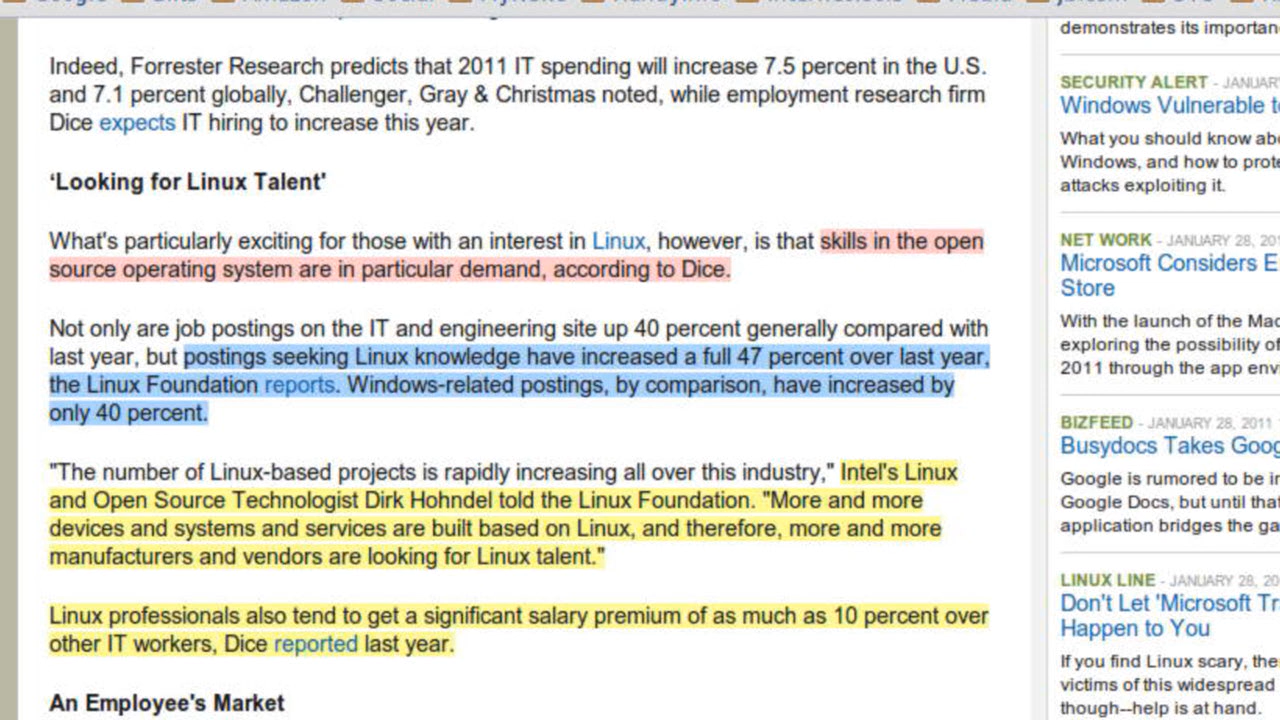 Indeed, Forrester Research predicts that 2011 IT spending will increase 7.5 percent in the U.S.
and 7.1 percent globally, Challenger, Gray & Christmas noted, while employment research firm
Dice expects IT hiring to increase this year.
‘Looking for Linux Talent'
What's particularly exciting for those with an interest in Linux, however, is that skills in the open
source operating system are in particular demand, according to Dice.
Not only are job postings on the IT and engineering site up 40 percent generally compared with
last year, but postings seeking Linux knowledge have increased a full 47 percent over last year,
the Linux Foundation reports. Windows-related postings, by comparison, have increased by
only 40 percent.
"The number of Linux-based projects is rapidly increasing all over this industry," Intel's Linux
and Open Source Technologist Dirk Hohndel told the Linux Foundation. "More and more
devices and systems and services are built based on Linux, and therefore, more and more
manufacturers and vendors are looking for Linux talent."
Linux professionals also tend to get a significant salary premium of as much as 10 percent over
other IT workers, Dice reported last year.
An Employee's Market
demonstrates its
SECURITY ALERT -
Windows Vulnerable
What you should know
Windows, and how to
attacks exploiting it.
NET WORK - JANUARY 28,
Microsoft Considers
Store
With the launch of the
exploring the possibility of
2011 through the app
BIZFEED - JANUARY 28, 2011
Busydocs Takes
Google is rumored to be
Google Docs, but until
application bridges the
LINUX LINE - JANUARY 28,
Don't Let 'Microsoft
Happen to You
If you find Linux scary,
victims of this widespread
though--help is at hand.